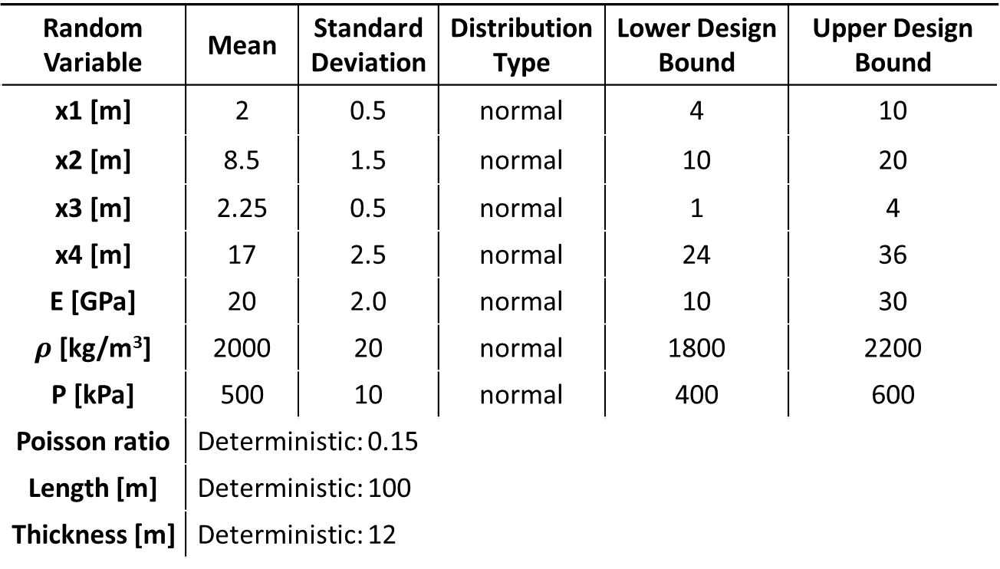 Random Variable Mean Standard Deviation Distribution Type Lower Design Bound Upper Design Bound
x1 [m] 2 0.5 normal 4 10
x2 [m] 8.5 1.5 normal 10 20
x3 [m] 2.25 0.5 normal 1 4
x4 [m] 17 2.5 normal 24 36
E [GPa] 20 2.0 normal 10 30
ρ [kg/m³] 2000 20 normal 1800 2200
P [kPa] 500 10 normal 400 600
Poisson ratio Deterministic: 0.15
Length [m] Deterministic: 100
Thickness [m] Deterministic: 12